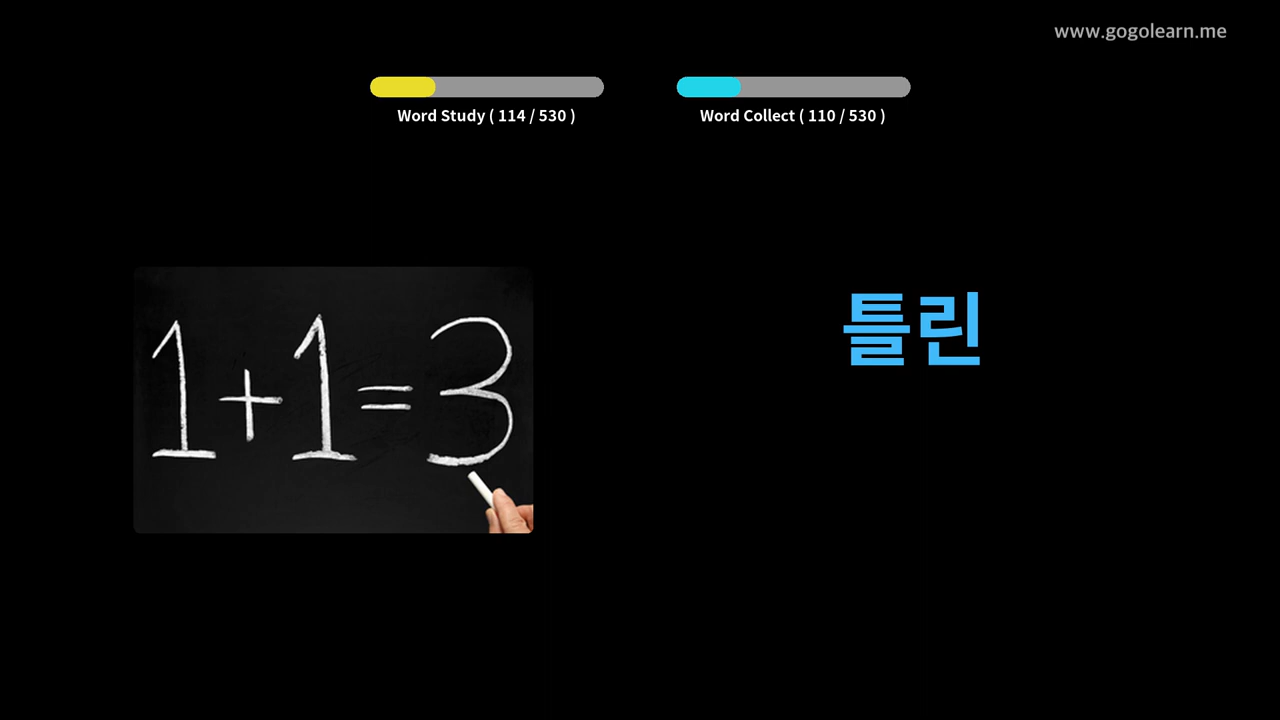 www.gogolearn.me
Word Study ( 114 / 530 )
Word Collect ( 110 / 530 )
1+1=3
틀린